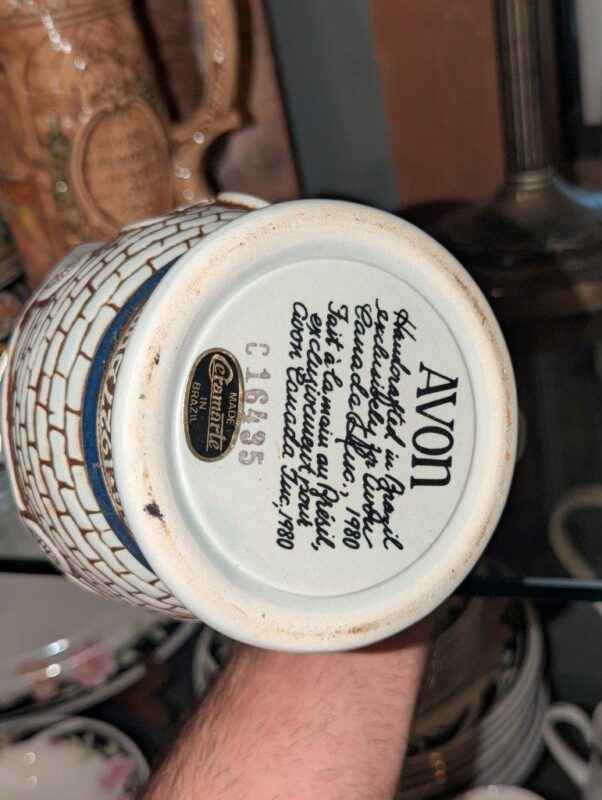 AVON
Handcrafted in Brazil
exclusively for Avon
Canada Inc., 1980
Fait à la main au Brésil,
exclusivement pour
Avon Canada Inc, 1980
C16435
MADE
IN
BRAZIL
Ceramarte